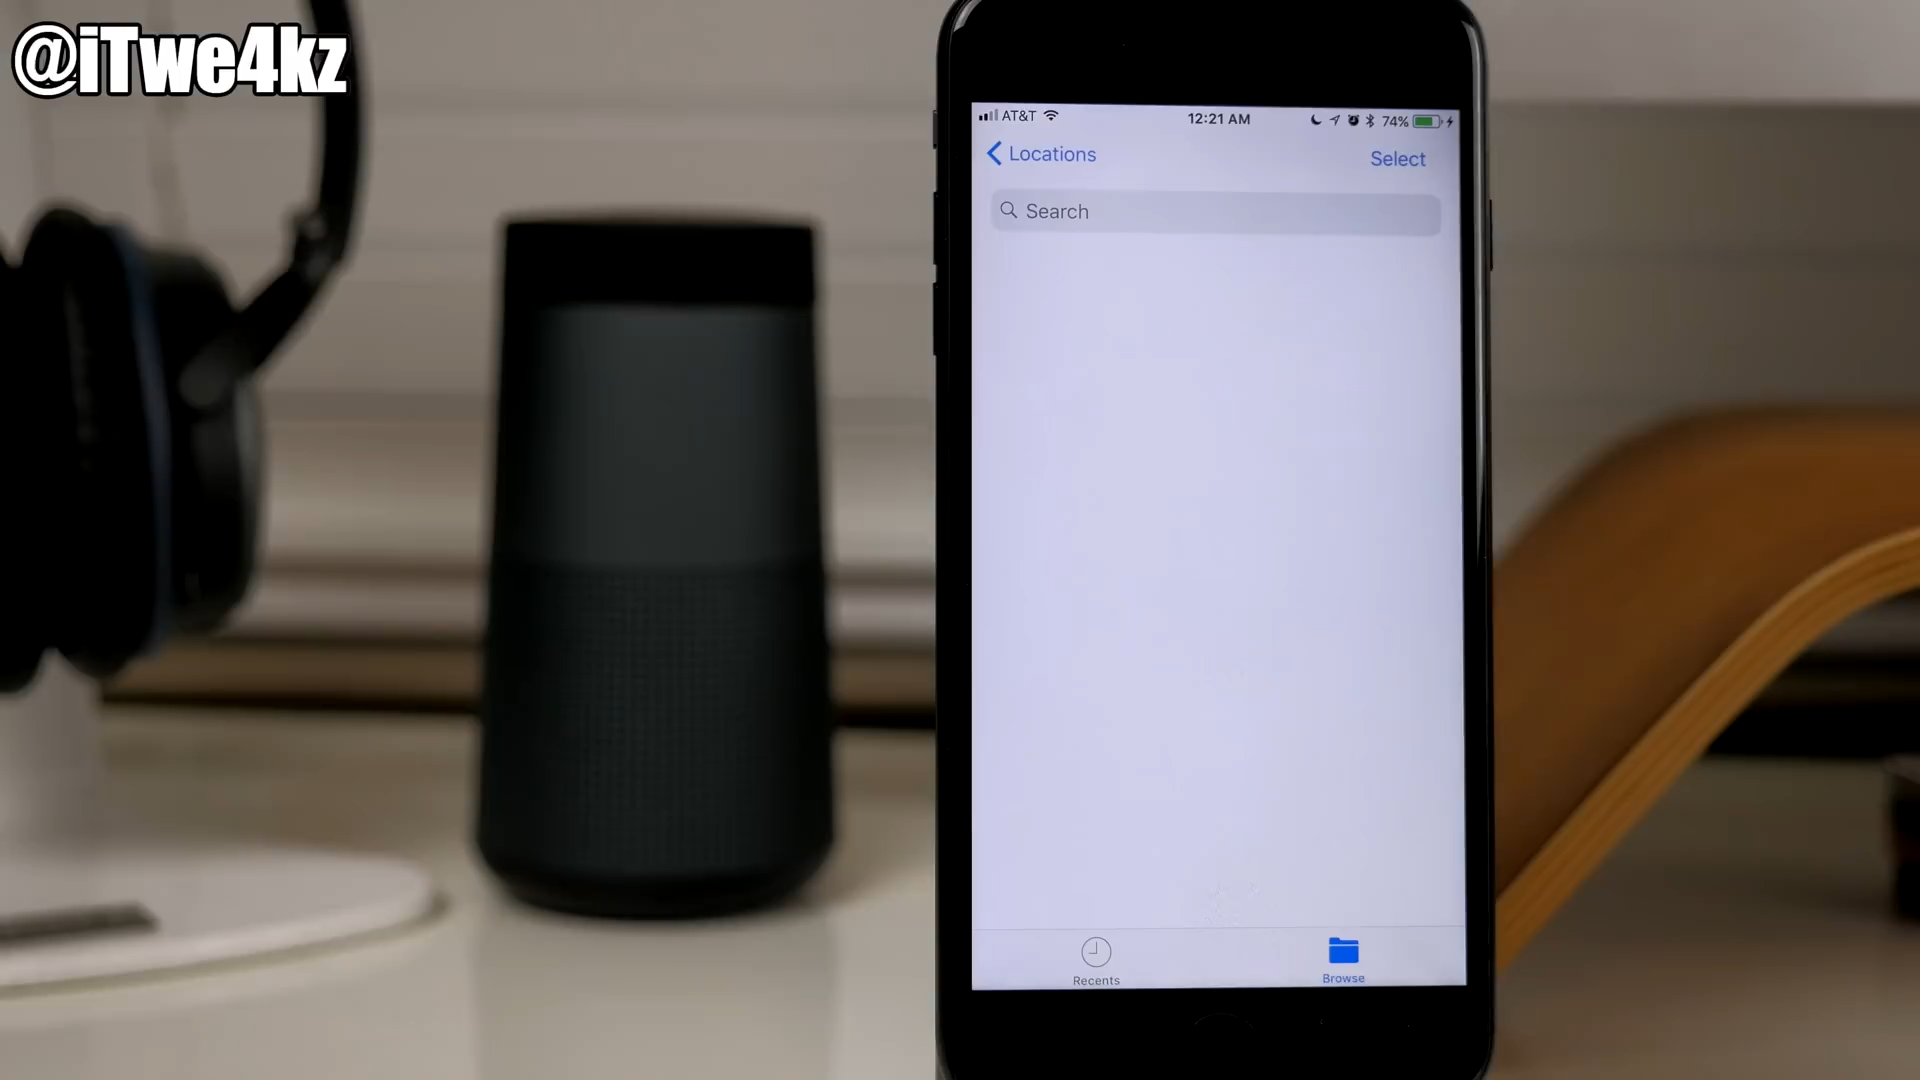 @iTwe4kz
AT&T 12:21 AM 74%
Locations Select
Search
Recents Browse